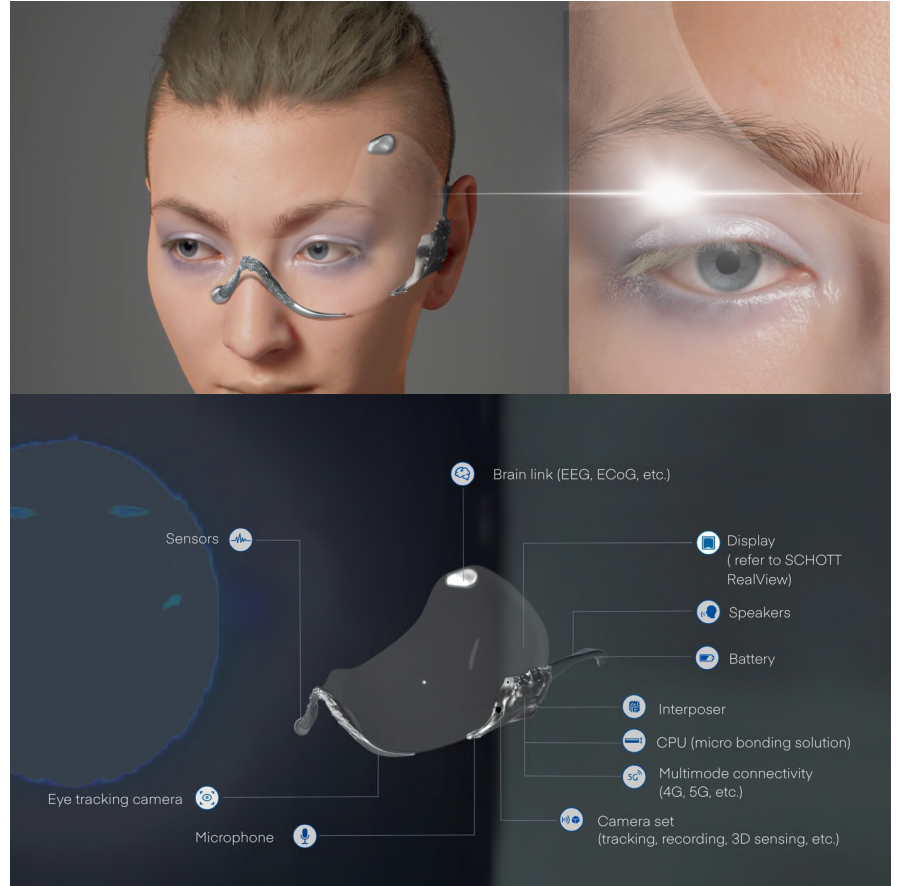 Brain link (EEG, ECoG, etc.)
Sensors
Display
( refer to SCHOTT
RealView)
Speakers
Battery
Interposer
CPU (micro bonding solution)
5G
Multimode connectivity
(4G, 5G, etc.)
Eye tracking camera
Camera set
(tracking, recording, 3D sensing, etc.)
Microphone